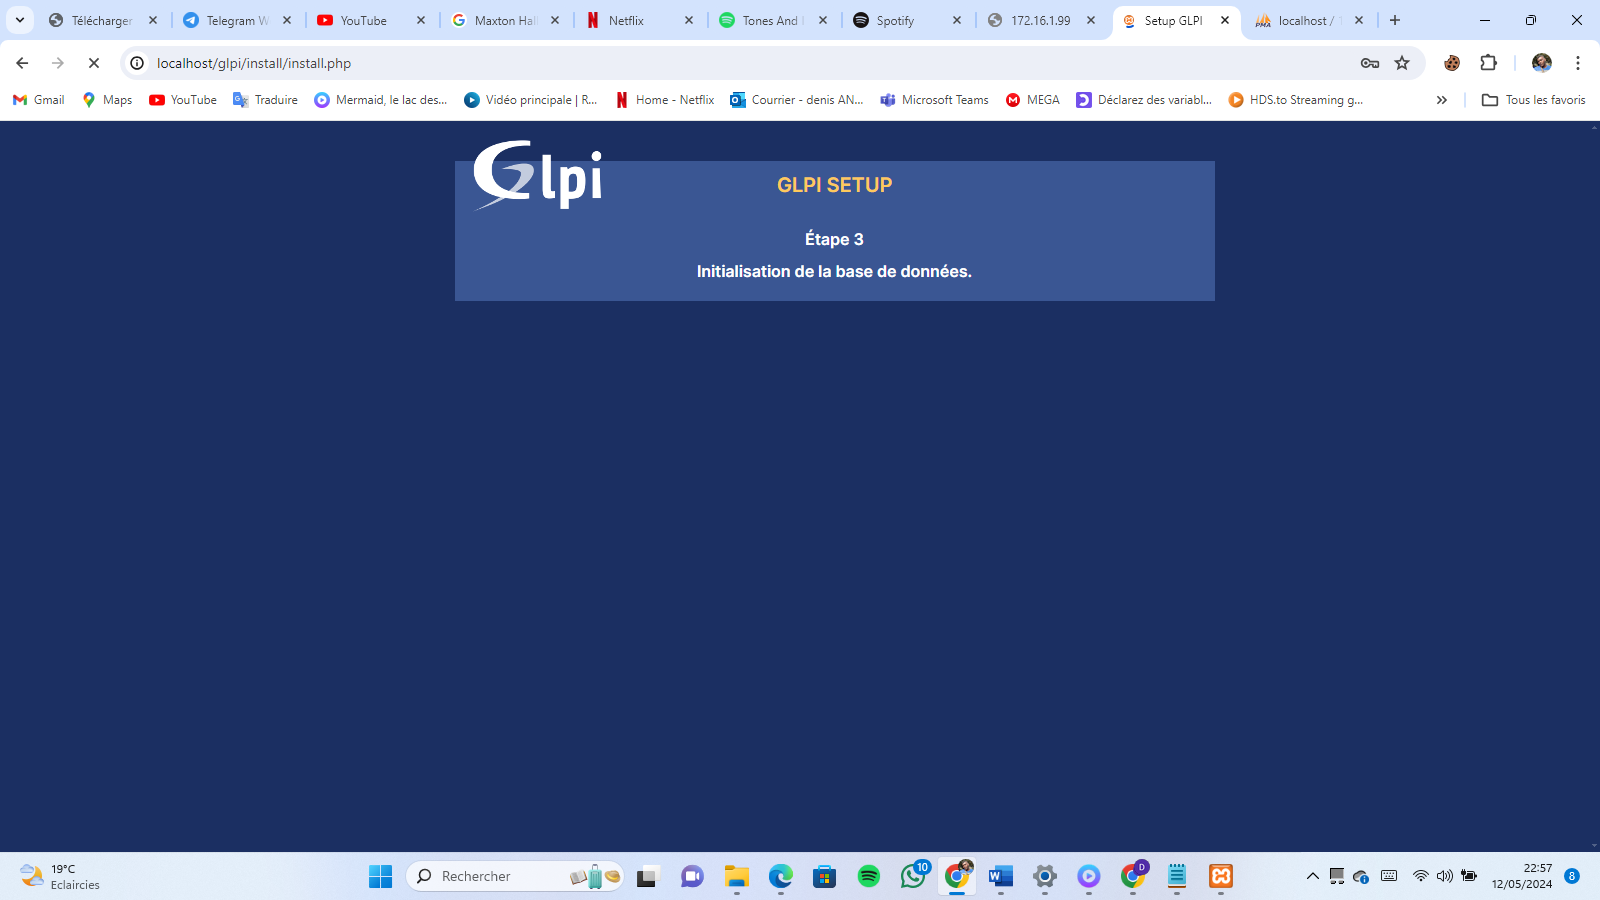 Télécharger
Telegram W
YouTube
Maxton Hal
Netflix
Tones And
Spotify
172.16.1.99
Setup GLPI
localhost /
localhost/glpi/install/install.php
Gmail
Maps
YouTube
Traduire
Mermaid, le lac des...
Vidéo principale | R...
Home - Netflix
Courrier - denis AN...
Microsoft Teams
MEGA
Déclarez des variabl...
HDS.to Streaming g...
Tous les favoris
Glpi
GLPI SETUP
Étape 3
Initialisation de la base de données.
19°C
Eclaircies
Rechercher
10
D
22:57
12/05/2024
8